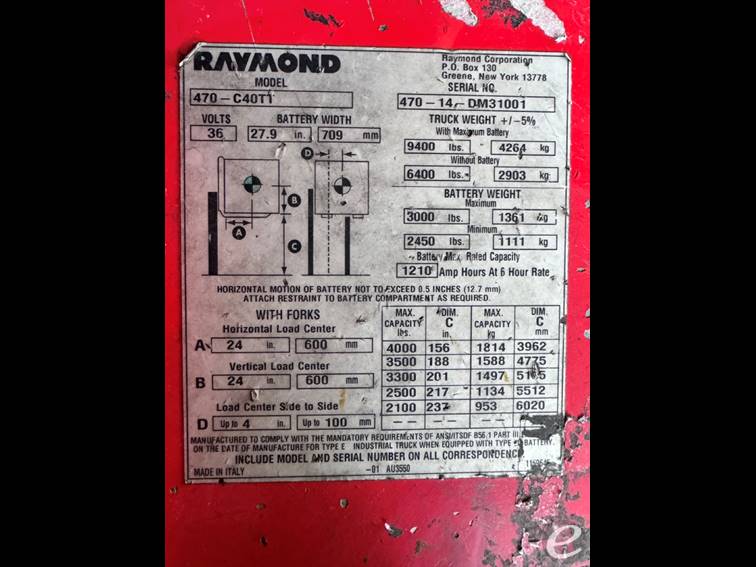 RAYMOND
Raymond Corporation
P.O. Box 130
Greene, New York 13778
MODEL
470-C40T1
SERIAL NO.
470-14-DM31001
VOLTS BATTERY WIDTH
36 27.9 in. 709 mm
TRUCK WEIGHT +/-5%
With Maximum Battery
9400 lbs. 4264 kg
Without Battery
6400 lbs. 2903 kg
D
B
A
C
BATTERY WEIGHT
Maximum
3000 lbs. 1361 kg
Minimum
2450 lbs. 1111 kg
Battery Max. Rated Capacity
1210 Amp Hours At 6 Hour Rate
HORIZONTAL MOTION OF BATTERY NOT TO EXCEED 0.5 INCHES (12.7 mm)
ATTACH RESTRAINT TO BATTERY COMPARTMENT AS REQUIRED.
WITH FORKS
Horizontal Load Center
A 24 in. 600 mm
Vertical Load Center
B 24 in. 600 mm
Load Center Side to Side
D Up to 4 in. Up to 100 mm
MAX. CAPACITY lbs. DIM. C in. MAX. CAPACITY kg DIM. C mm
4000 156 1814 3962
3500 188 1588 4775
3300 201 1497
2500 217 1134 5512
2100 237 953 6020
-- -- -- --
MANUFACTURED TO COMPLY WITH THE MANDATORY REQUIREMENTS OF ANSI/ITSDF B56.1 PART III
ON THE DATE OF MANUFACTURE FOR TYPE E INDUSTRIAL TRUCK WHEN EQUIPPED WITH TYPE BATTERY.
INCLUDE MODEL AND SERIAL NUMBER ON ALL CORRESPONDENCE
MADE IN ITALY -01 AU3550
e